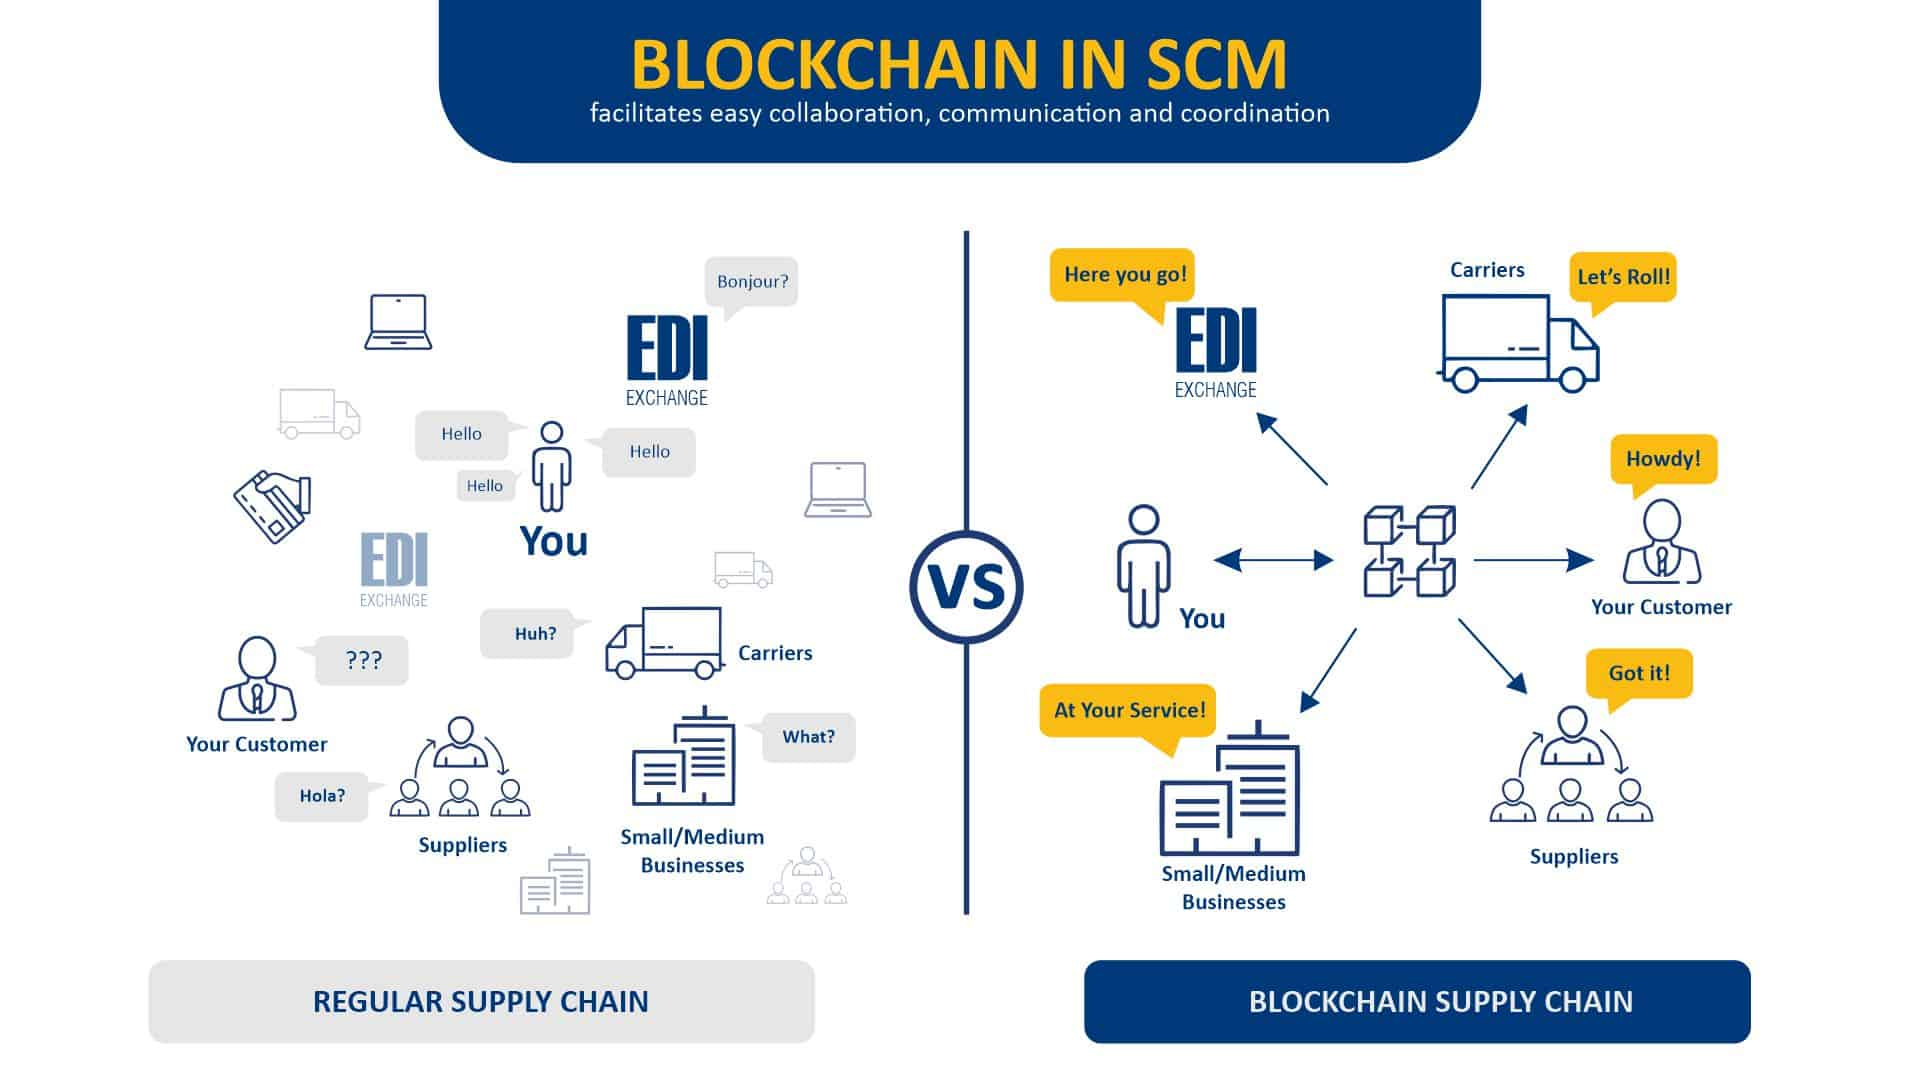 BLOCKCHAIN IN SCM
facilitates easy collaboration, communication and coordination
Bonjour?
EDI
EXCHANGE
Hello
Hello
Hello
You
EDI
EXCHANGE
Huh?
Carriers
???
Your Customer
What?
Hola?
Suppliers
Small/Medium
Businesses
REGULAR SUPPLY CHAIN
VS
Here you go!
EDI
EXCHANGE
Carriers
Let's Roll!
Howdy!
Your Customer
You
Got it!
At Your Service!
Suppliers
Small/Medium
Businesses
BLOCKCHAIN SUPPLY CHAIN